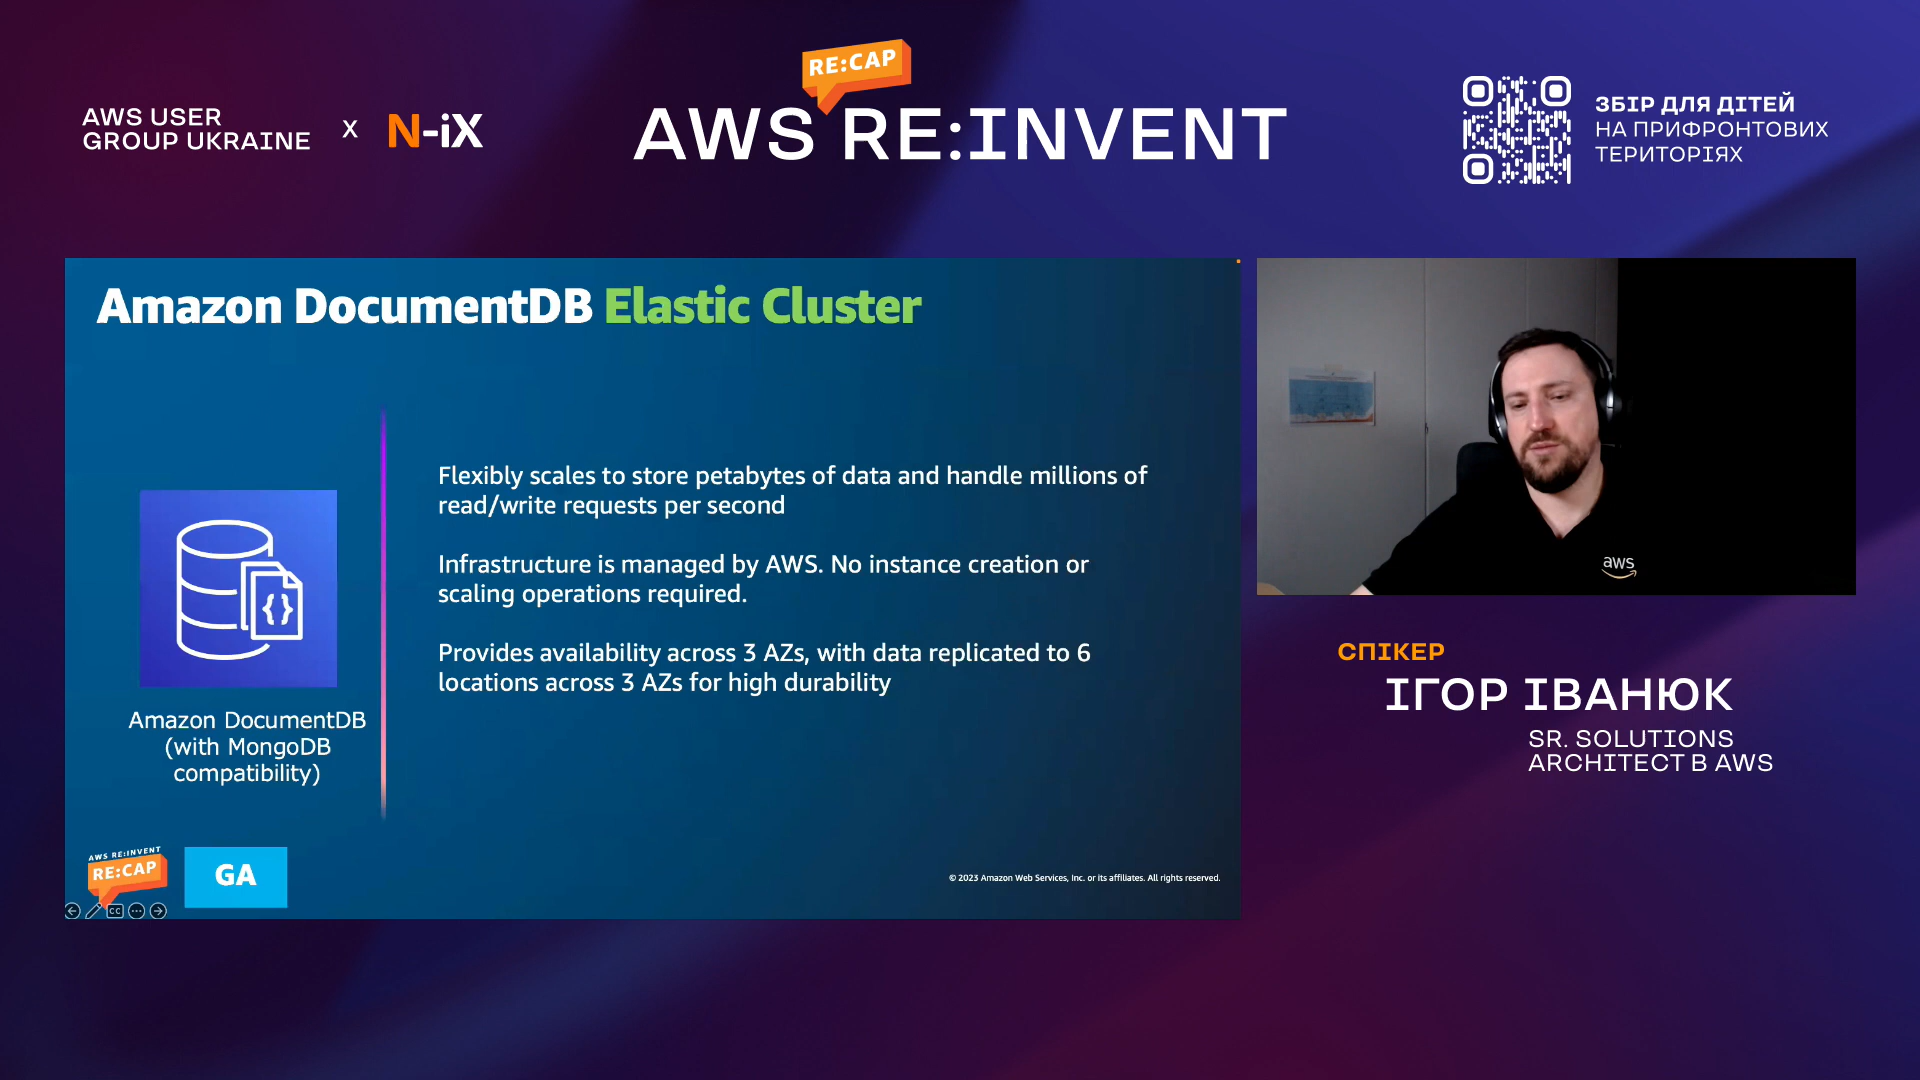 AWS USER
GROUP UKRAINE
X
N-iX
RE:CAP
AWS RE:INVENT
ЗБІР ДЛЯ ДІТЕЙ
НА ПРИФРОНТОВИХ
ТЕРИТОРІЯХ
Amazon DocumentDB Elastic Cluster
Flexibly scales to store petabytes of data and handle millions of
read/write requests per second
Infrastructure is managed by AWS. No instance creation or
scaling operations required.
Provides availability across 3 AZs, with data replicated to 6
locations across 3 AZs for high durability
Amazon DocumentDB
(with MongoDB
compatibility)
AWS RE:INVENT
RE:CAP
GA
CC
© 2023 Amazon Web Services, Inc. or its affiliates. All rights reserved.
aws
СПІКЕР
ІГОР ІВАНЮК
SR. SOLUTIONS
ARCHITECT В AWS